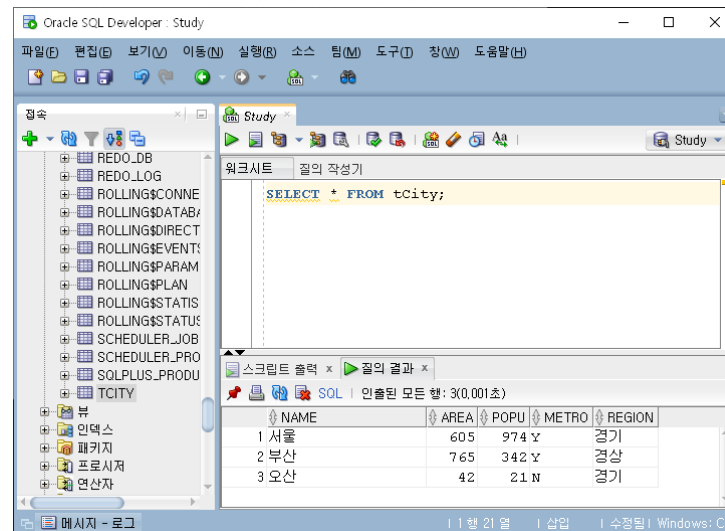 Oracle SQL Developer : Study
파일(F) 편집(E) 보기(V) 이동(N) 실행(R) 소스 팀(M) 도구(T) 창(W) 도움말(H)
접속
Study
Study
워크시트 질의 작성기
SELECT * FROM tCity;
REDO_DB
REDO_LOG
ROLLING$CONNE
ROLLING$DATAB
ROLLING$DIRECT
ROLLING$EVENTS
ROLLING$PARAM
ROLLING$PLAN
ROLLING$STATIS
ROLLING$STATUS
SCHEDULER_JOB
SCHEDULER_PRO
SQLPLUS_PRODU
TCITY
뷰
인덱스
패키지
프로시저
연산자
스크립트 출력 질의 결과
SQL | 인출된 모든 행: 3(0,001초)
NAME AREA POPU METRO REGION
1 서울 605 974 Y 경기
2 부산 765 342 Y 경상
3 오산 42 21 N 경기
메시지 - 로그
1 행 21 열 | 삽입 | 수정됨 | Windows: C